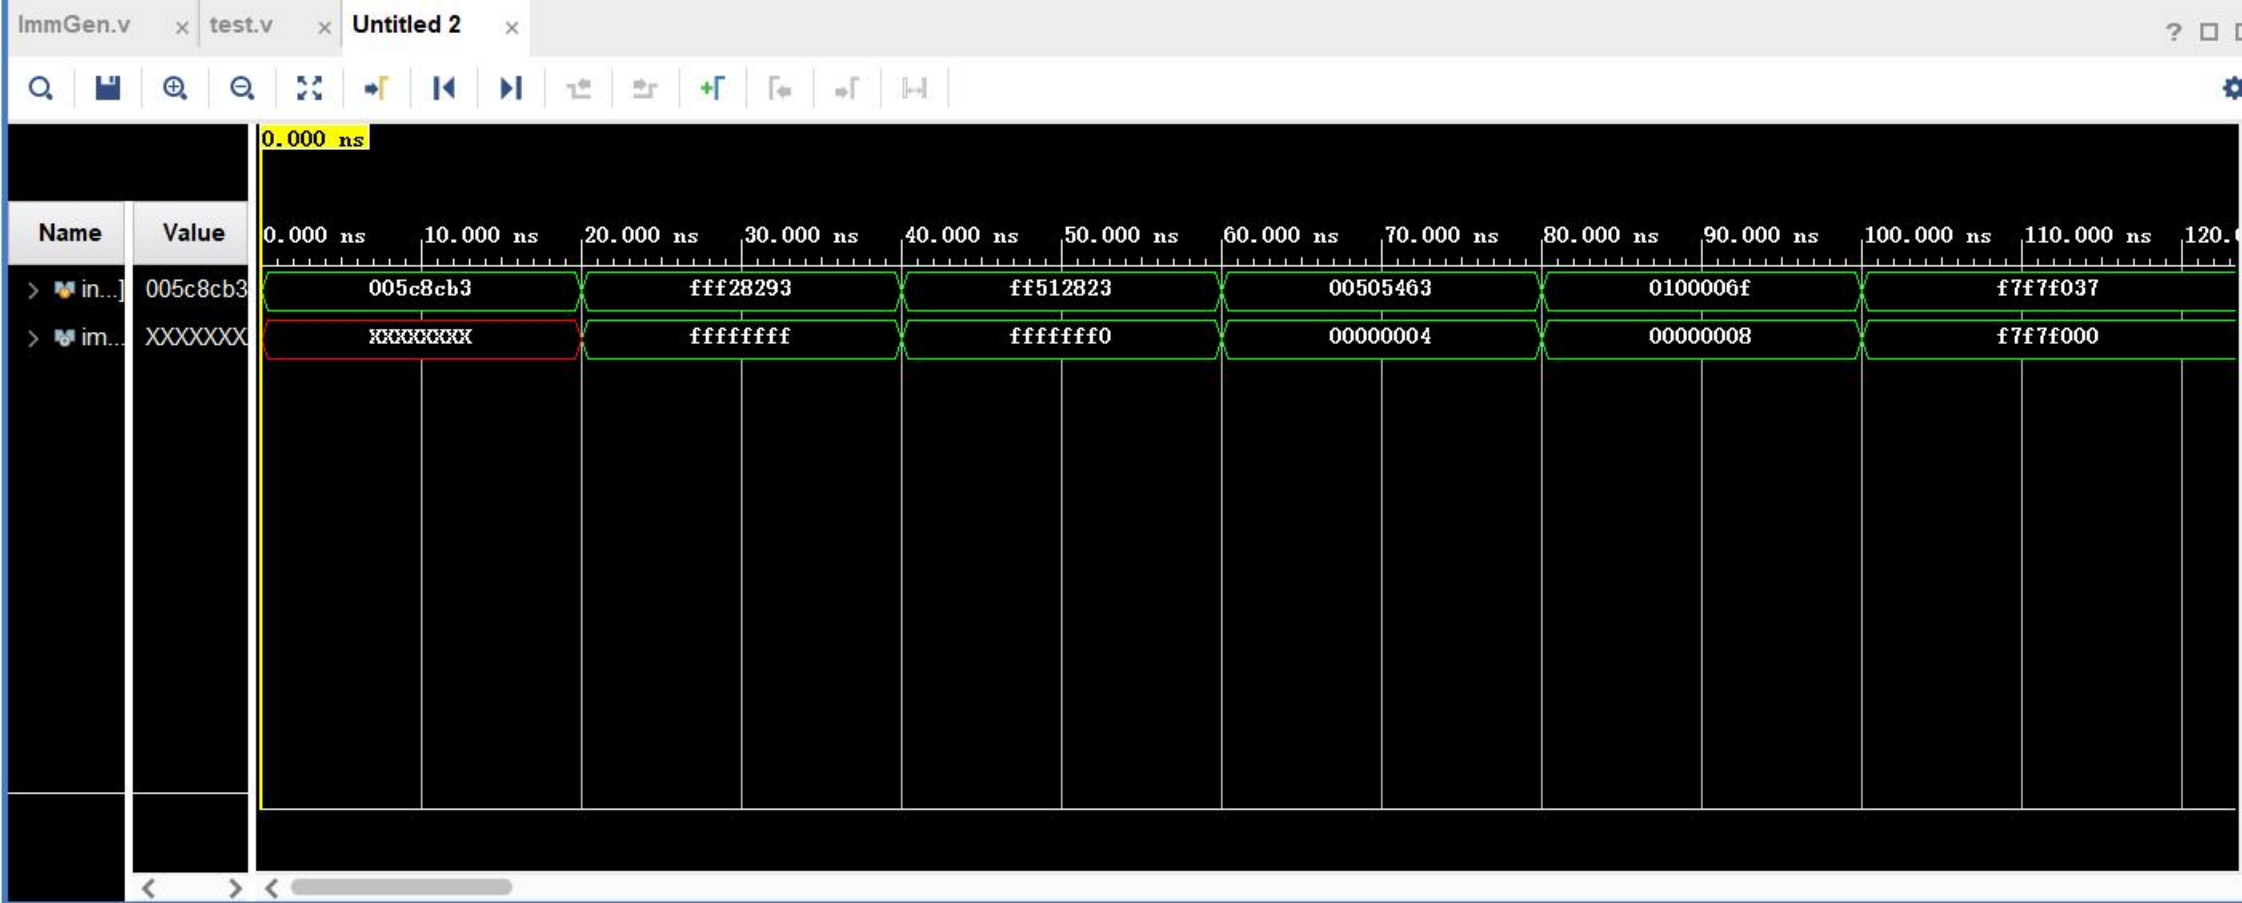 ImmGen.v × test.v × Untitled 2 ×
?
0.000 ns
Name Value 0.000 ns 10.000 ns 20.000 ns 30.000 ns 40.000 ns 50.000 ns 60.000 ns 70.000 ns 80.000 ns 90.000 ns 100.000 ns 110.000 ns 120.
in...] 005c8cb3 005c8cb3 fff28293 ff512823 00505463 0100006f f7f7f037
im... XXXXXXX XXXXXXXX ffffffff fffffff0 00000004 00000008 f7f7f000